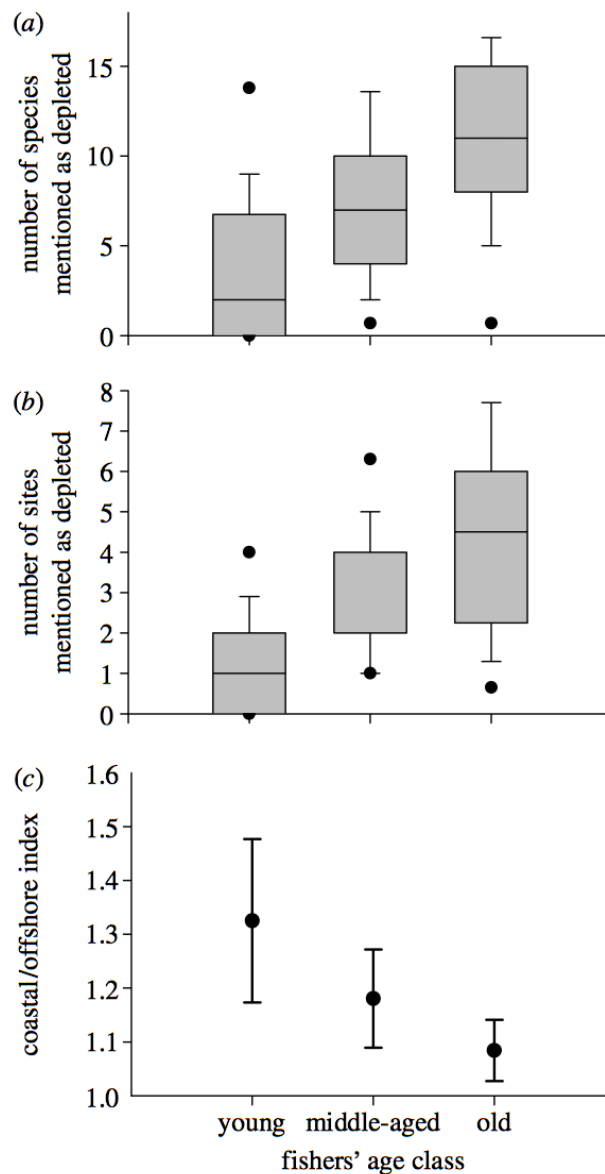 (a)
number of species
mentioned as depleted
15
10
5
0
(b)
number of sites
mentioned as depleted
8
7
6
5
4
3
2
1
0
(c)
coastal/offshore index
1.6
1.5
1.4
1.3
1.2
1.1
1.0
young middle-aged old
fishers' age class